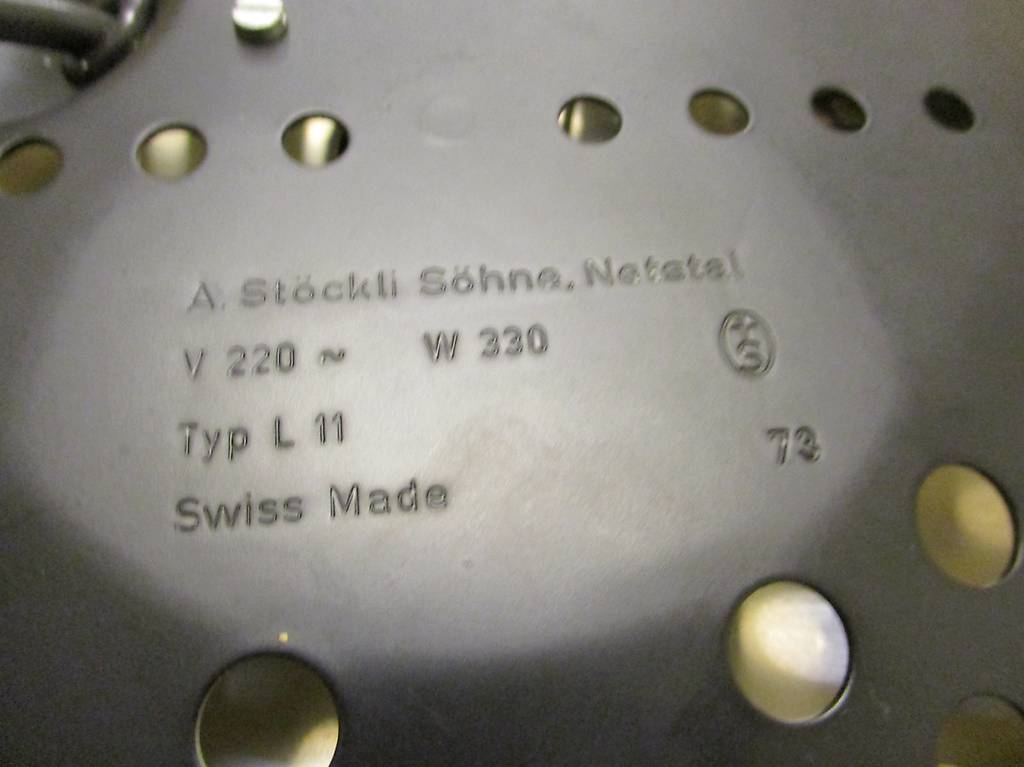 A. Stöckli Söhne, Netstal
V 220 ~ W 330
+S
Typ L 11
73
Swiss Made